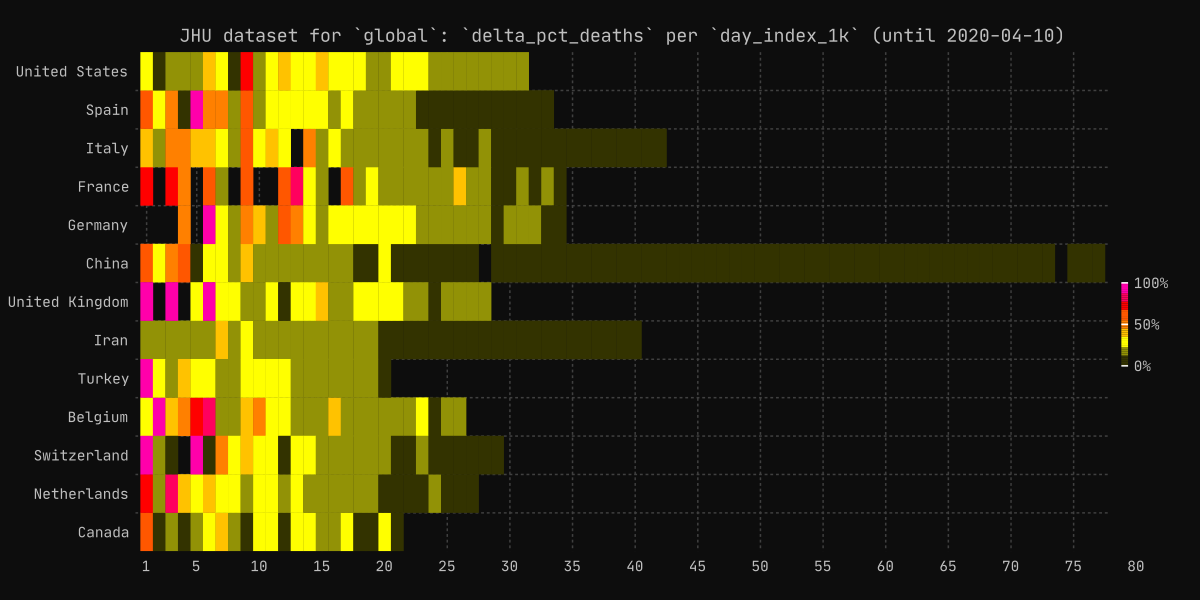 JHU dataset for `global`: `delta_pct_deaths` per `day_index_1k` (until 2020-04-10)
United States
Spain
Italy
France
Germany
China
United Kingdom
Iran
Turkey
Belgium
Switzerland
Netherlands
Canada
100%
50%
0%
1 5 10 15 20 25 30 35 40 45 50 55 60 65 70 75 80